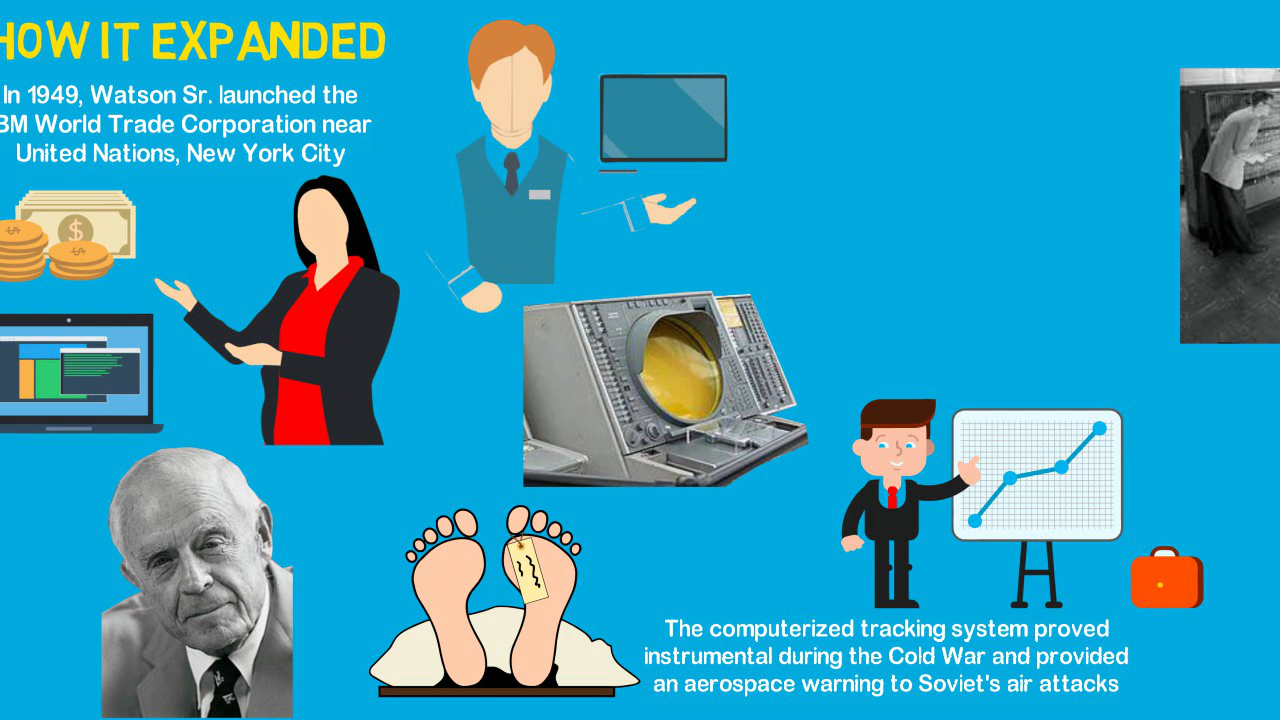 HOW IT EXPANDED
In 1949, Watson Sr. launched the
BM World Trade Corporation near
United Nations, New York City
$
The computerized tracking system proved
instrumental during the Cold War and provided
an aerospace warning to Soviet's air attacks